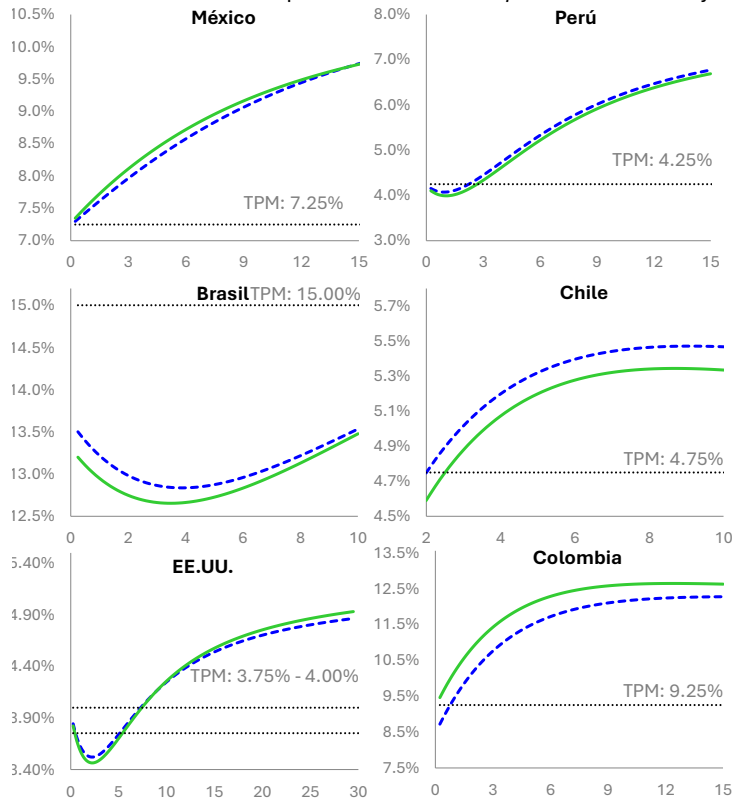 México
10.5%
10.0%
9.5%
9.0%
8.5%
8.0%
7.5%
7.0%
TPM: 7.25%
0 3 6 9 12 15
Perú
8.0%
7.0%
6.0%
5.0%
4.0%
3.0%
TPM: 4.25%
0 3 6 9 12 15
Brasil
TPM: 15.00%
15.0%
14.5%
14.0%
13.5%
13.0%
12.5%
0 2 4 6 8 10
Chile
5.7%
5.5%
5.3%
5.1%
4.9%
4.7%
4.5%
TPM: 4.75%
2 4 6 8 10
EE.UU.
5.40%
4.90%
4.40%
3.90%
3.40%
TPM: 3.75% - 4.00%
0 5 10 15 20 25 30
Colombia
13.5%
12.5%
11.5%
10.5%
9.5%
8.5%
7.5%
TPM: 9.25%
0 3 6 9 12 15